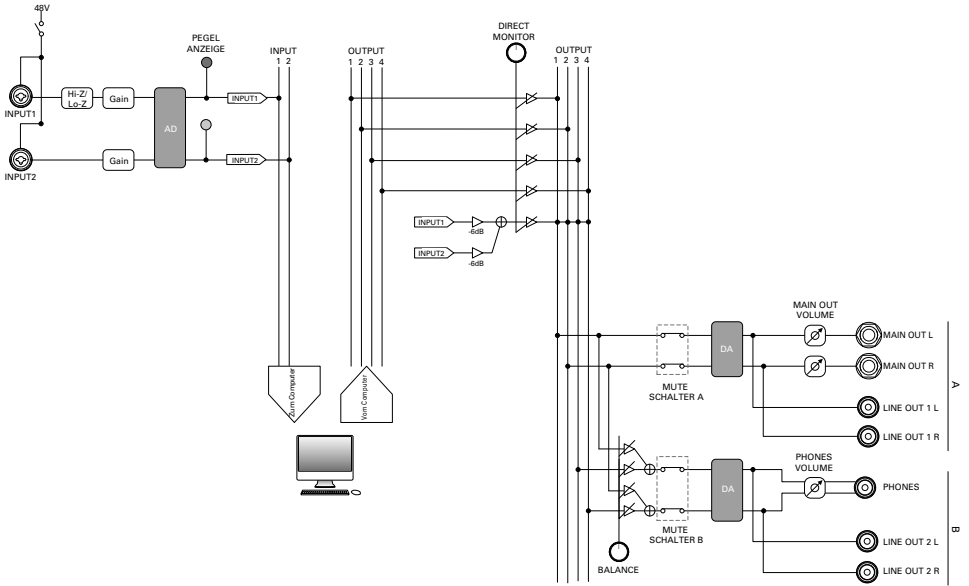 48V
INPUT1
INPUT2
Hi-Z/
Lo-Z
Gain
Gain
AD
PEGEL
ANZEIGE
INPUT1
INPUT2
INPUT
1 2
OUTPUT
1 2 3 4
DIRECT
MONITOR
OUTPUT
1 2 3 4
INPUT1
-6dB
INPUT2
-6dB
Zum Computer
Vom Computer
MUTE
SCHALTER A
DA
MAIN OUT
VOLUME
MAIN OUT L
MAIN OUT R
LINE OUT 1 L
LINE OUT 1 R
A
BALANCE
MUTE
SCHALTER B
DA
PHONES
VOLUME
PHONES
LINE OUT 2 L
LINE OUT 2 R
B